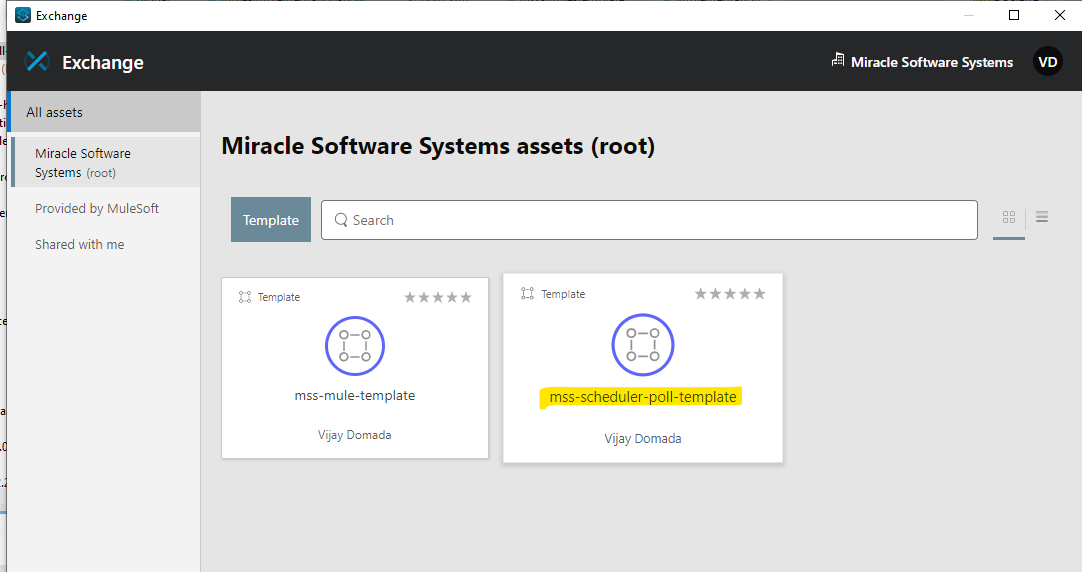 Exchange
Exchange
Miracle Software Systems
VD
All assets
Miracle Software
Systems (root)
Provided by MuleSoft
Shared with me
Miracle Software Systems assets (root)
Template
Search
Template
mss-mule-template
Vijay Domada
Template
mss-scheduler-poll-template
Vijay Domada